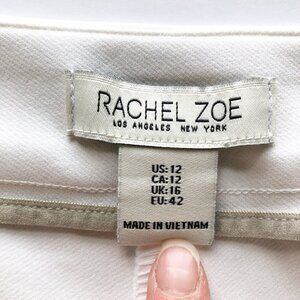 RACHEL ZOE
LOS ANGELES NEW YORK
US: 12
CA: 12
UK: 16
EU: 42
MADE IN VIETNAM